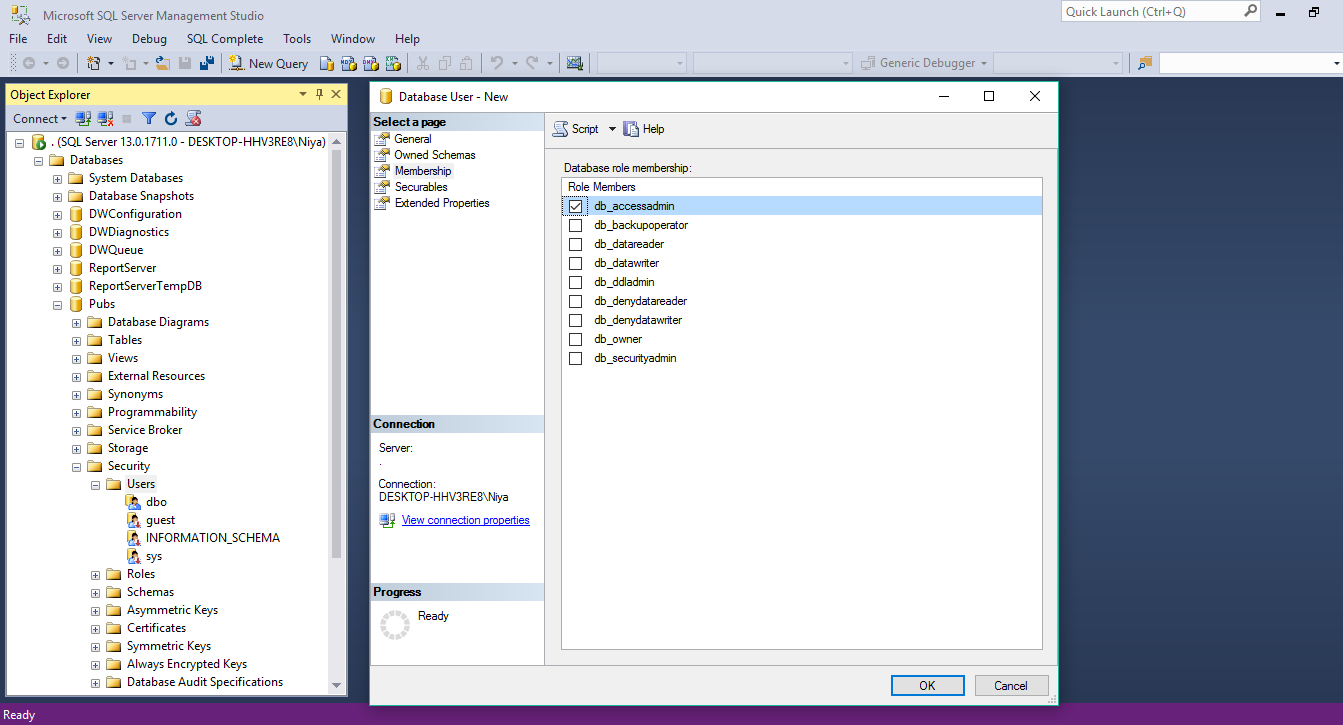 Microsoft SQL Server Management Studio
Quick Launch (Ctrl+Q)
File Edit View Debug SQL Complete Tools Window Help
New Query
Generic Debugger
Object Explorer
Connect
. (SQL Server 13.0.1711.0 - DESKTOP-HHV3RE8\Niya)
Databases
System Databases
Database Snapshots
DWConfiguration
DWDiagnostics
DWQueue
ReportServer
ReportServerTempDB
Pubs
Database Diagrams
Tables
Views
External Resources
Synonyms
Programmability
Service Broker
Storage
Security
Users
dbo
guest
INFORMATION_SCHEMA
sys
Roles
Schemas
Asymmetric Keys
Certificates
Symmetric Keys
Always Encrypted Keys
Database Audit Specifications
Database User - New
Select a page
General
Owned Schemas
Membership
Securables
Extended Properties
Connection
Server:
.
Connection:
DESKTOP-HHV3RE8\Niya
View connection properties
Progress
Ready
Script Help
Database role membership:
Role Members
db_accessadmin
db_backupoperator
db_datareader
db_datawriter
db_ddladmin
db_denydatareader
db_denydatawriter
db_owner
db_securityadmin
OK Cancel
Ready